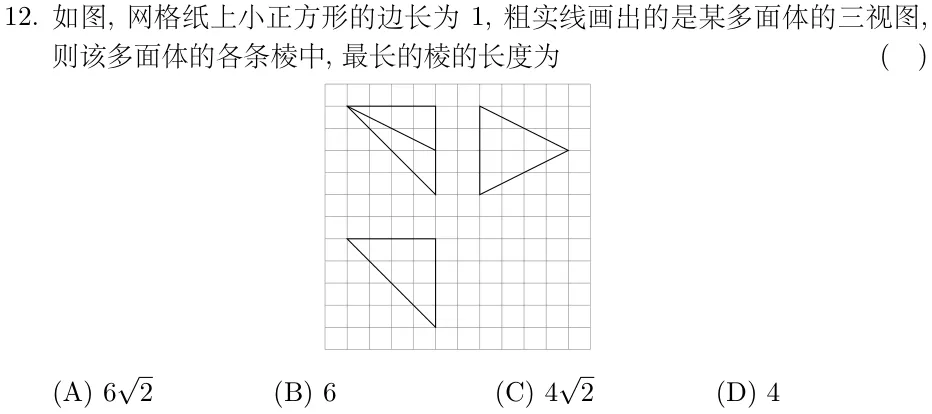 12. 如图, 网格纸上小正方形的边长为 1, 粗实线画出的是某多面体的三视图,
则该多面体的各条棱中, 最长的棱的长度为 ( )
(A) 6√2 (B) 6 (C) 4√2 (D) 4